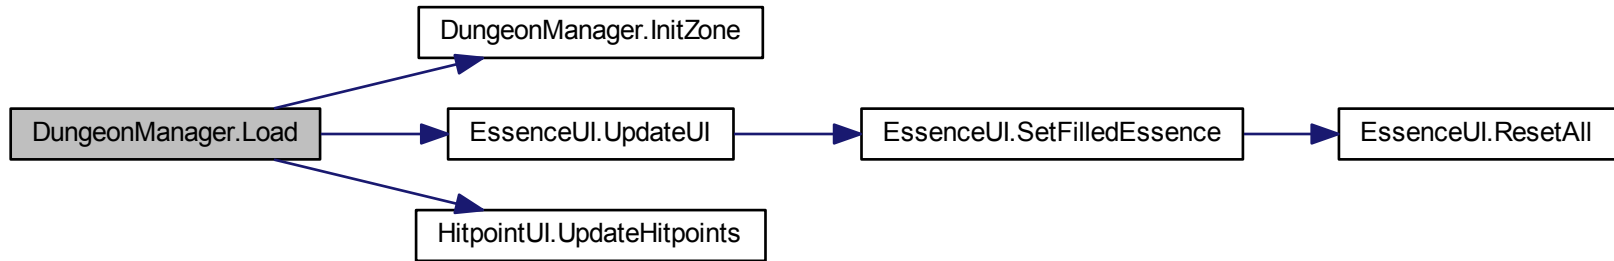 DungeonManager.InitZone
DungeonManager.Load
EssenceUI.UpdateUI
EssenceUI.SetFilledEssence
EssenceUI.ResetAll
HitpointUI.UpdateHitpoints